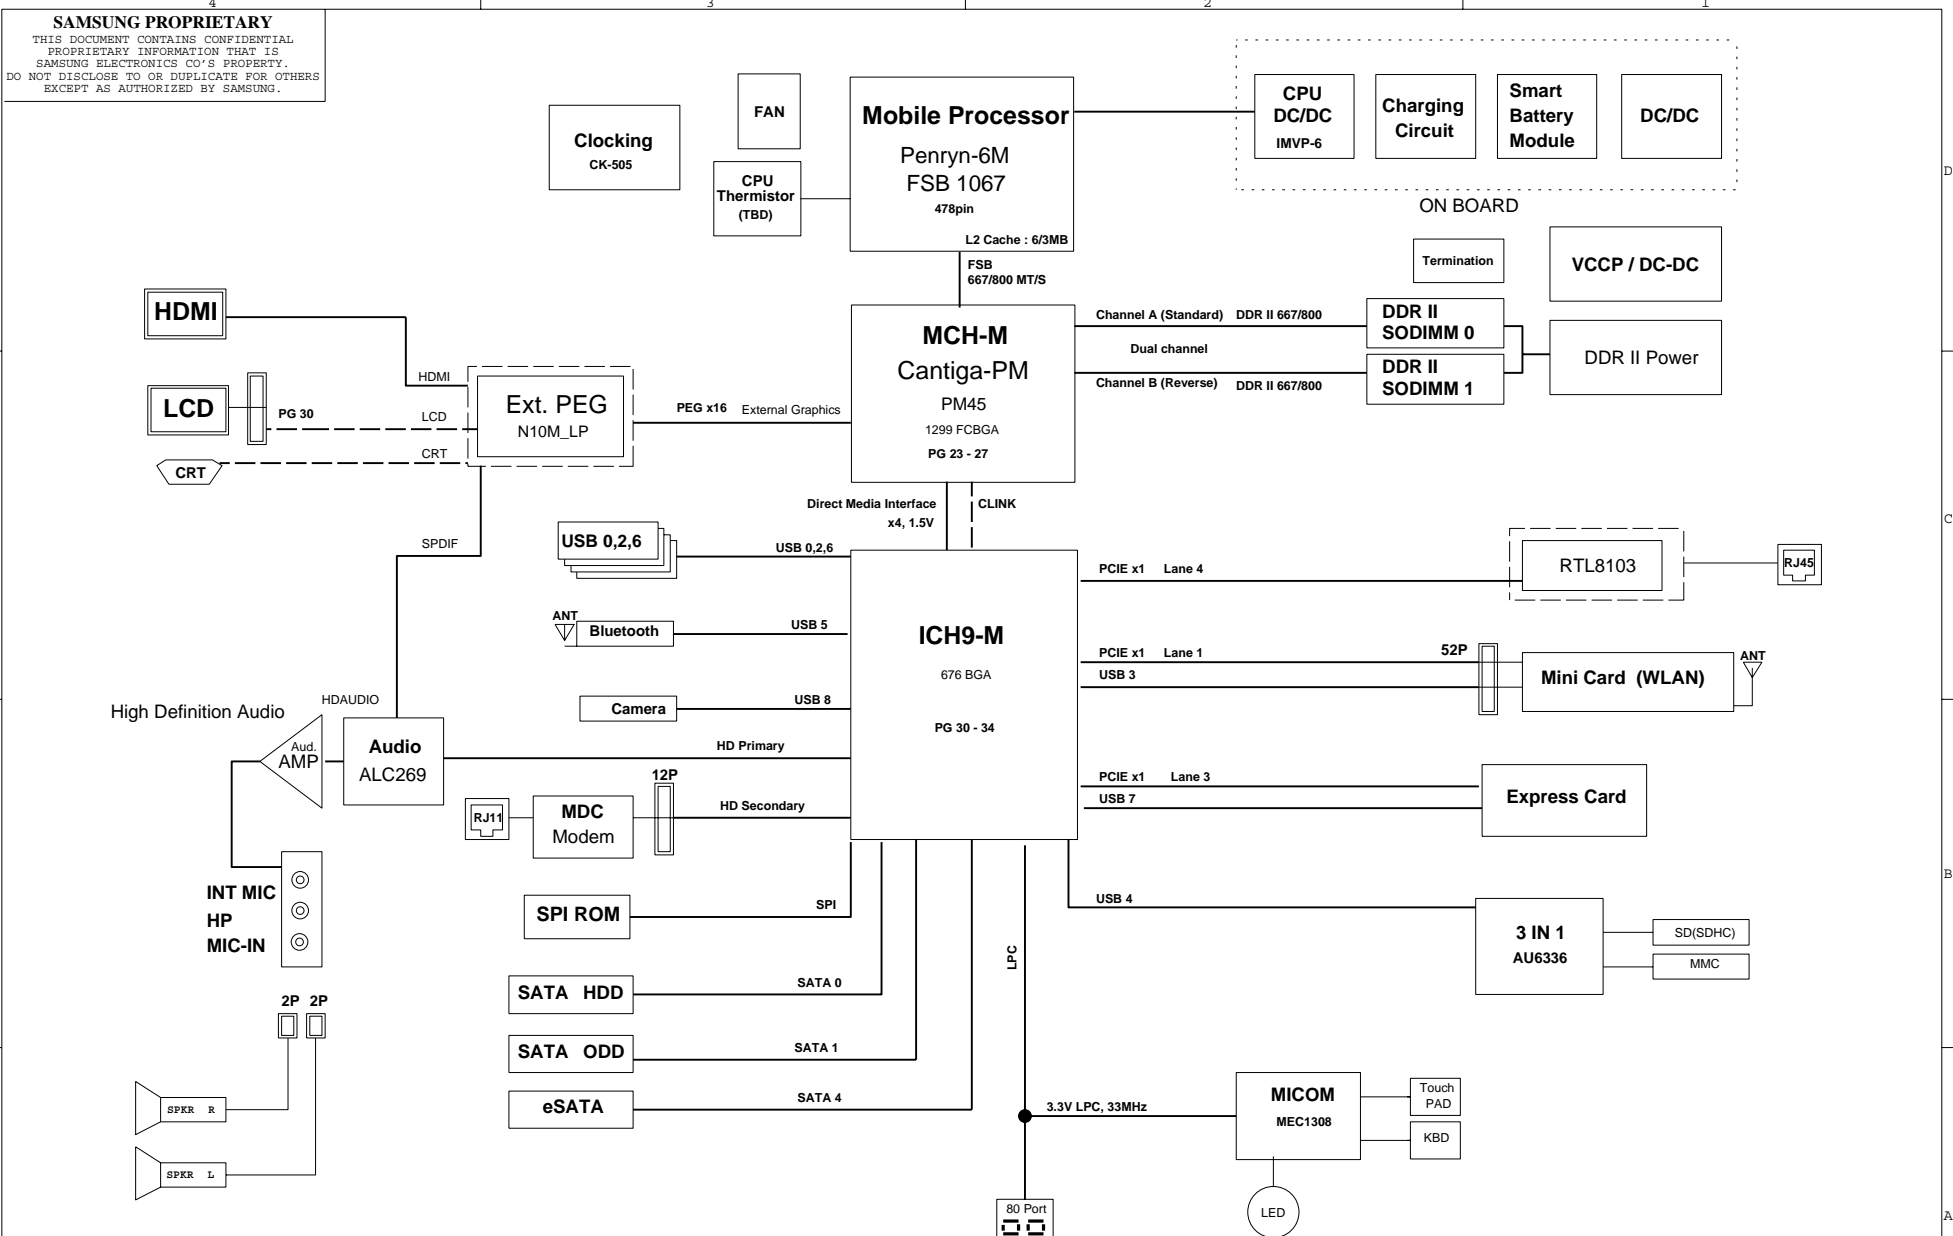 4
3
2
1
SAMSUNG PROPRIETARY
THIS DOCUMENT CONTAINS CONFIDENTIAL
PROPRIETARY INFORMATION THAT IS
SAMSUNG ELECTRONICS CO'S PROPERTY.
DO NOT DISCLOSE TO OR DUPLICATE FOR OTHERS
EXCEPT AS AUTHORIZED BY SAMSUNG.
Clocking
CK-505
FAN
CPU
Thermistor
(TBD)
Mobile Processor
Penryn-6M
FSB 1067
478pin
L2 Cache : 6/3MB
CPU
DC/DC
IMVP-6
Charging
Circuit
Smart
Battery
Module
DC/DC
D
ON BOARD
Termination
VCCP / DC-DC
FSB
667/800 MT/S
HDMI
HDMI
LCD
PG 30
LCD
CRT
CRT
Ext. PEG
N10M_LP
PEG x16 External Graphics
MCH-M
Cantiga-PM
PM45
1299 FCBGA
PG 23 - 27
Channel A (Standard) DDR II 667/800
Dual channel
Channel B (Reverse) DDR II 667/800
DDR II
SODIMM 0
DDR II
SODIMM 1
DDR II Power
Direct Media Interface
x4, 1.5V
CLINK
C
SPDIF
USB 0,2,6
USB 0,2,6
ANT
Bluetooth
USB 5
Camera
USB 8
ICH9-M
676 BGA
PG 30 - 34
PCIE x1 Lane 4
RTL8103
RJ45
PCIE x1 Lane 1
USB 3
52P
Mini Card (WLAN)
ANT
High Definition Audio
HDAUDIO
Aud.
AMP
Audio
ALC269
HD Primary
RJ11
MDC
Modem
12P
HD Secondary
PCIE x1 Lane 3
USB 7
Express Card
INT MIC
HP
MIC-IN
SPI ROM
SPI
B
USB 4
3 IN 1
AU6336
SD(SDHC)
MMC
LPC
SATA HDD
SATA 0
2P 2P
SATA ODD
SATA 1
eSATA
SATA 4
SPKR R
SPKR L
3.3V LPC, 33MHz
MICOM
MEC1308
Touch
PAD
KBD
80 Port
LED
A